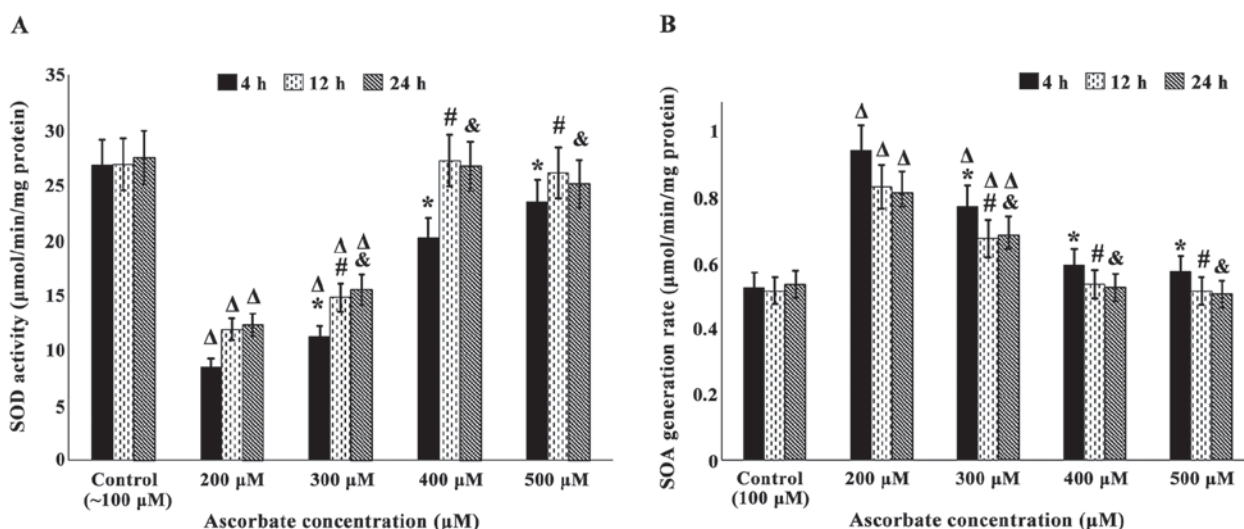 A
4 h
12 h
24 h
SOD activity (μmol/min/mg protein)
35
30
25
20
15
10
5
0
Δ
Δ
Δ
Δ
*
Δ
#
Δ
&
*
#
&
*
#
&
Control
(~100 μM)
200 μM
300 μM
400 μM
500 μM
Ascorbate concentration (μM)
B
4 h
12 h
24 h
SOA generation rate (μmol/min/mg protein)
1
0.8
0.6
0.4
0.2
0
Δ
Δ
Δ
Δ
*
Δ
#
Δ
&
*
#
&
*
#
&
Control
(100 μM)
200 μM
300 μM
400 μM
500 μM
Ascorbate concentration (μM)